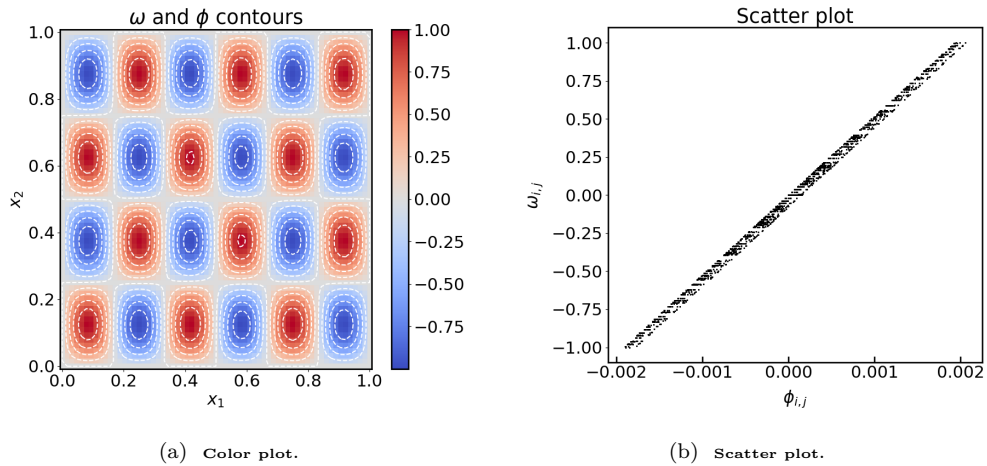 ω and ϕ contours
1.0
0.8
0.6
0.4
0.2
0.0
x₂
0.0 0.2 0.4 0.6 0.8 1.0
x₁
1.00
0.75
0.50
0.25
0.00
−0.25
−0.50
−0.75
(a) Color plot.
Scatter plot
1.00
0.75
0.50
0.25
0.00
−0.25
−0.50
−0.75
−1.00
ωᵢ,ⱼ
−0.002 −0.001 0.000 0.001 0.002
ϕᵢ,ⱼ
(b) Scatter plot.